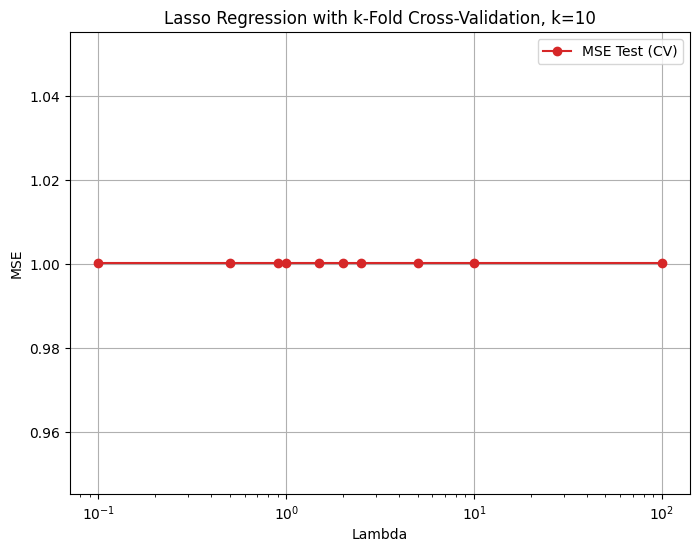 Lasso Regression with k-Fold Cross-Validation, k=10
MSE Test (CV)
1.04
1.02
1.00
0.98
0.96
MSE
10⁻¹ 10⁰ 10¹ 10²
Lambda